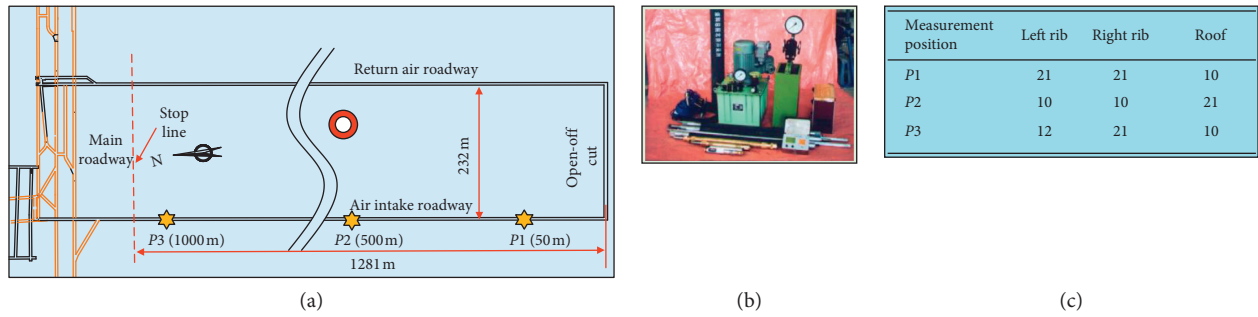 Return air roadway
Stop
line
Main
roadway
N
232 m
Open-off
cut
Air intake roadway
P3 (1000 m)
P2 (500 m)
P1 (50 m)
1281 m
(a)
(b)
Measurement
position
Left rib
Right rib
Roof
P1 21 21 10
P2 10 10 21
P3 12 21 10
(c)